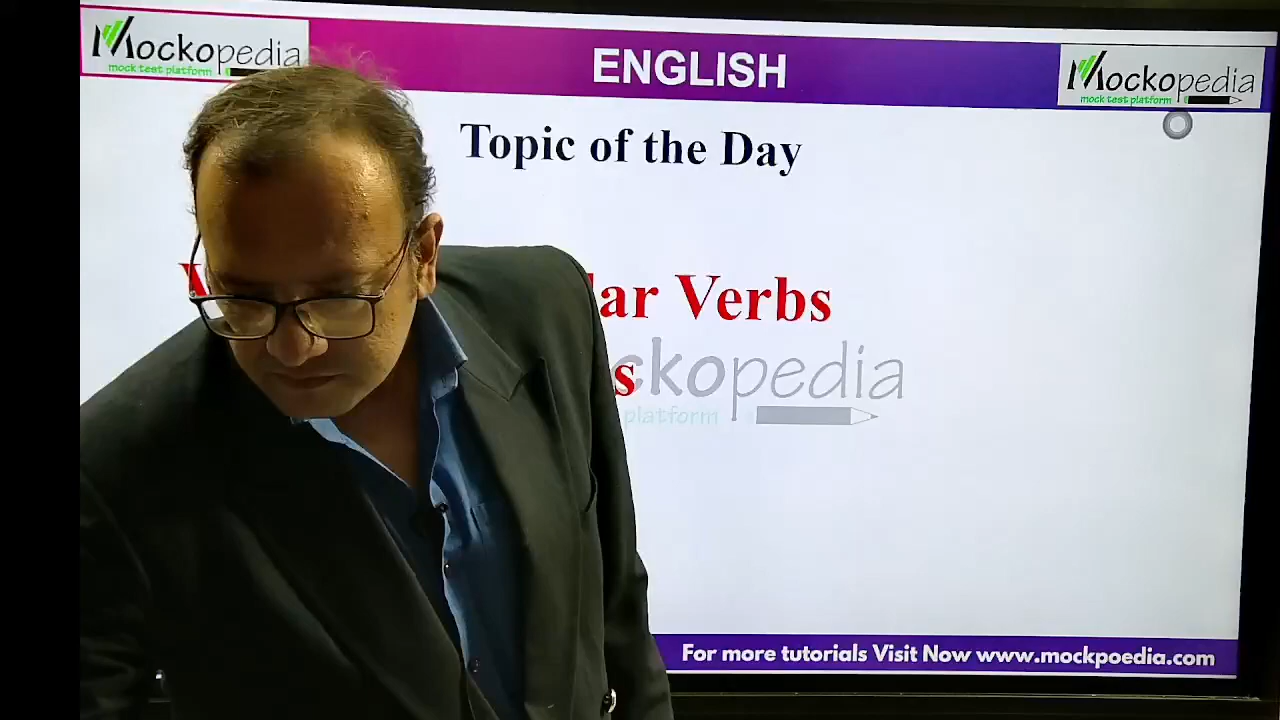 Mockopedia
mock test platform
ENGLISH
Mockopedia
mock test platform
Topic of the Day
Verbs
ckopedia
platform
For more tutorials Visit Now www.mockpoedia.com